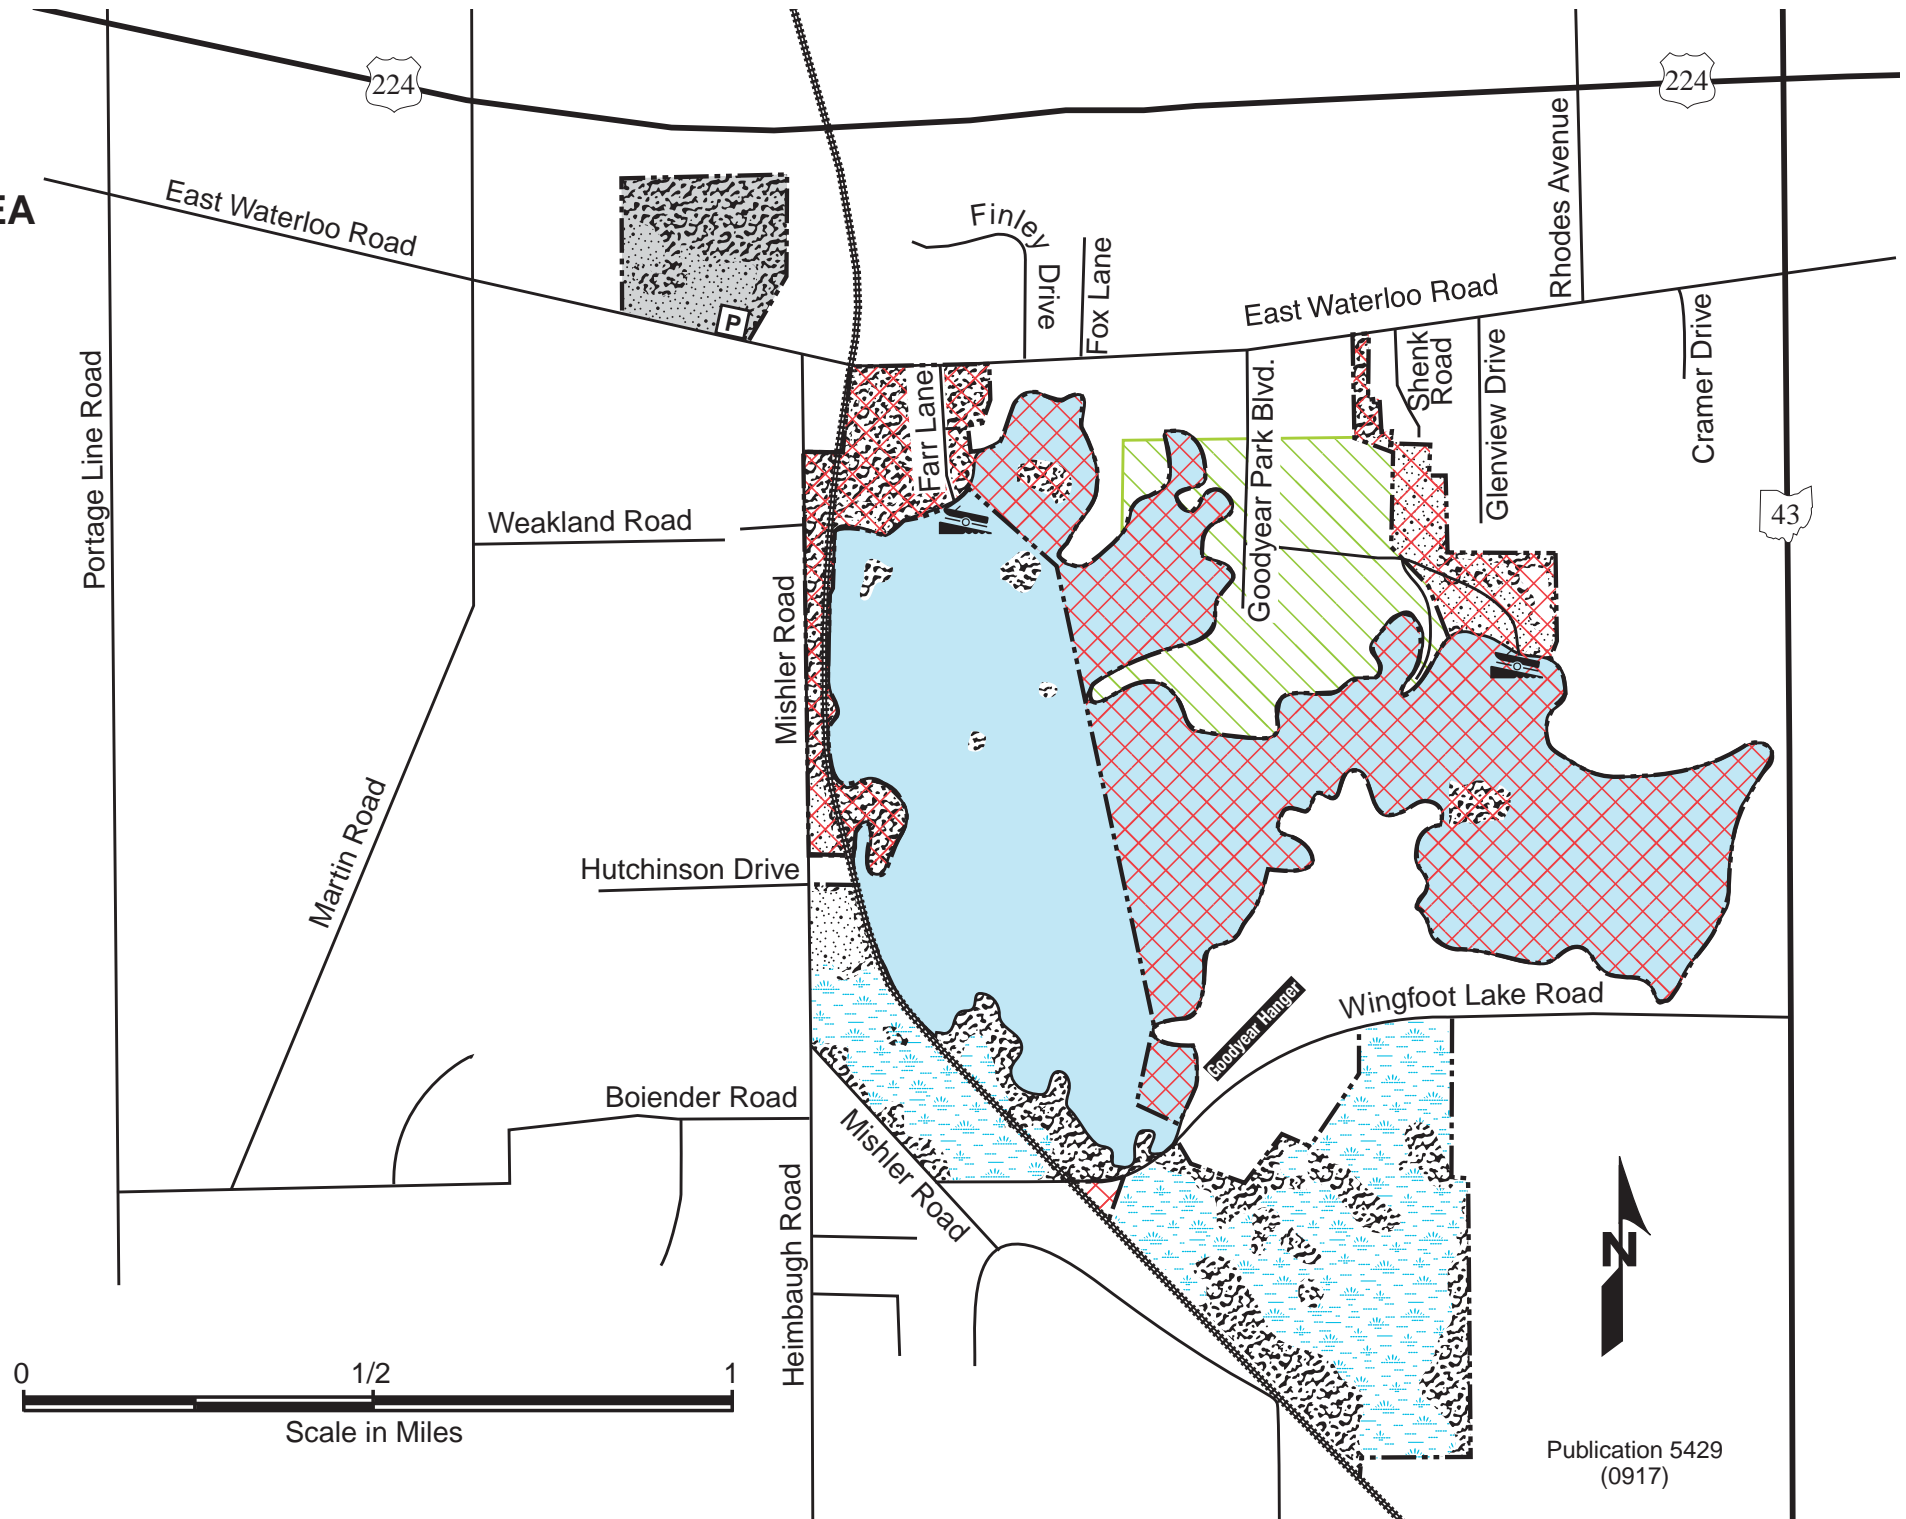 224
224
EA
East Waterloo Road
Finley
Drive
Fox Lane
Rhodes Avenue
East Waterloo Road
P
Portage Line Road
Farr Lane
Goodyear Park Blvd.
Shenk
Road
Glenview Drive
Cramer Drive
43
Weakland Road
Mishler Road
Martin Road
Hutchinson Drive
Goodyear Hanger
Wingfoot Lake Road
Boiender Road
Mishler Road
Heimbaugh Road
N
0 1/2 1
Scale in Miles
Publication 5429
(0917)